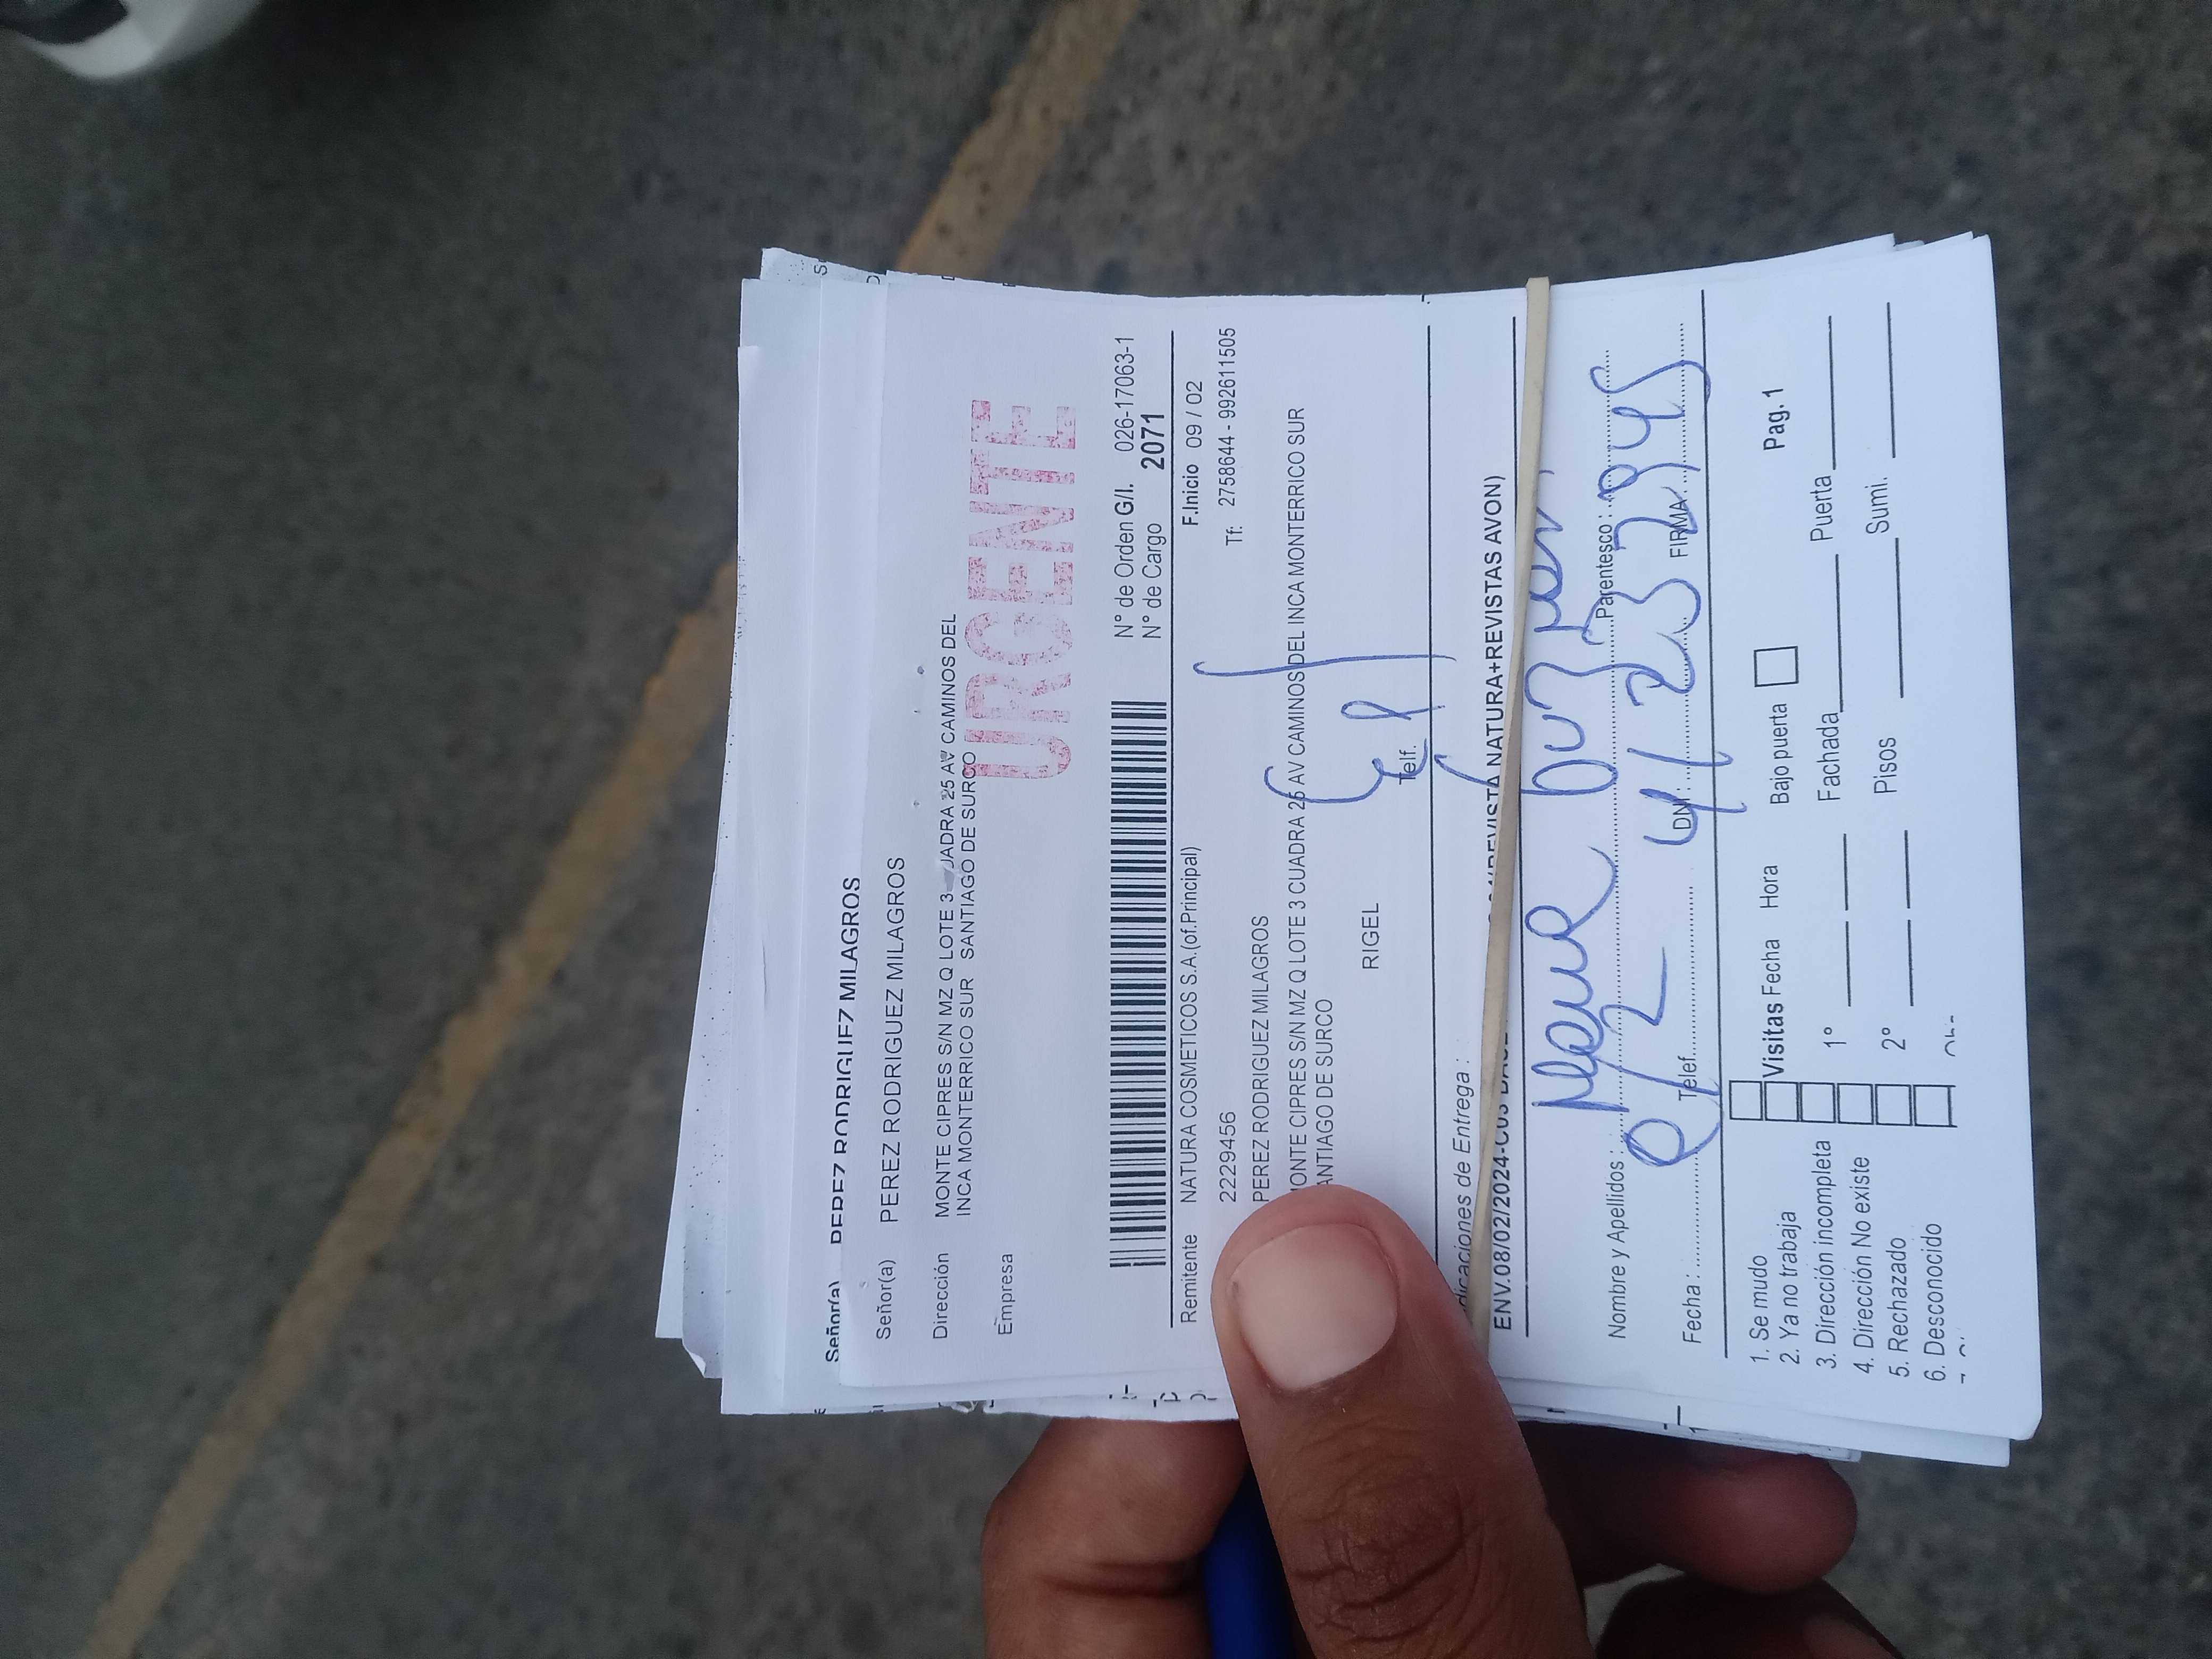 Señor(a) PEREZ RODRIGUEZ MILAGROS
Señor(a) PEREZ RODRIGUEZ MILAGROS
Dirección MONTE CIPRES S/N MZ Q LOTE 3 CUADRA 25 AV CAMINOS DEL
INCA MONTERRICO SUR SANTIAGO DE SURCO
URGENTE
Empresa
N° de Orden G/I. 026-17063-1
N° de Cargo 2071
Remitente NATURA COSMETICOS S.A.(of.Principal) F.Inicio 09 / 02
2229456 Tf: 2758644 - 992611505
PEREZ RODRIGUEZ MILAGROS
MONTE CIPRES S/N MZ Q LOTE 3 CUADRA 25 AV CAMINOS DEL INCA MONTERRICO SUR
SANTIAGO DE SURCO
RIGEL
Telf.
dicaciones de Entrega :
ENV.08/02/2024-C03 REVISTA NATURA+REVISTAS AVON)
Nombre y Apellidos : Parentesco :
Fecha : Telef. DNI : FIRMA
1. Se mudo
2. Ya no trabaja
3. Dirección incompleta
4. Dirección No existe
5. Rechazado
6. Desconocido
Visitas Fecha Hora Bajo puerta Pag. 1
1° Fachada Puerta
2° Pisos Sumi.